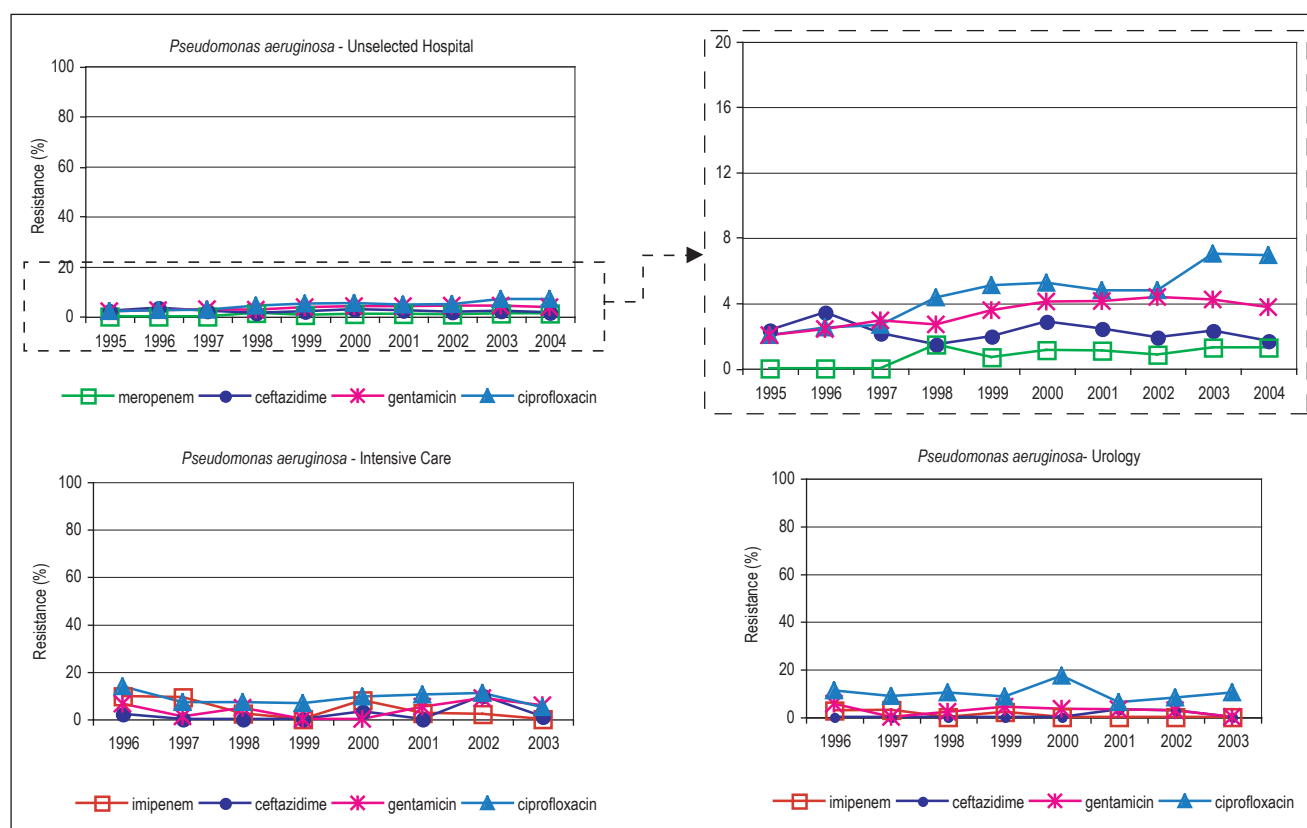 Pseudomonas aeruginosa - Unselected Hospital
100
80
60
40
20
0
Resistance (%)
1995 1996 1997 1998 1999 2000 2001 2002 2003 2004
meropenem ceftazidime gentamicin ciprofloxacin
20
16
12
8
4
0
1995 1996 1997 1998 1999 2000 2001 2002 2003 2004
Pseudomonas aeruginosa - Intensive Care
100
80
60
40
20
0
Resistance (%)
1996 1997 1998 1999 2000 2001 2002 2003
imipenem ceftazidime gentamicin ciprofloxacin
Pseudomonas aeruginosa- Urology
100
80
60
40
20
0
Resistance (%)
1996 1997 1998 1999 2000 2001 2002 2003
imipenem ceftazidime gentamicin ciprofloxacin